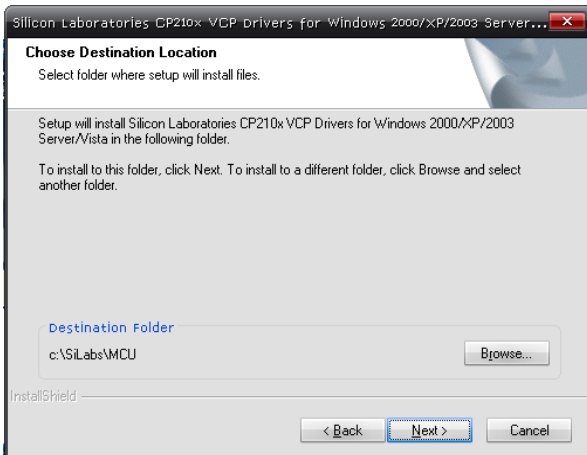 Silicon Laboratories CP210x VCP Drivers for Windows 2000/XP/2003 Server...
Choose Destination Location
Select folder where setup will install files.
Setup will install Silicon Laboratories CP210x VCP Drivers for Windows 2000/XP/2003
Server/Vista in the following folder.
To install to this folder, click Next. To install to a different folder, click Browse and select
another folder.
Destination Folder
c:\SiLabs\MCU
Browse...
InstallShield
< Back
Next >
Cancel